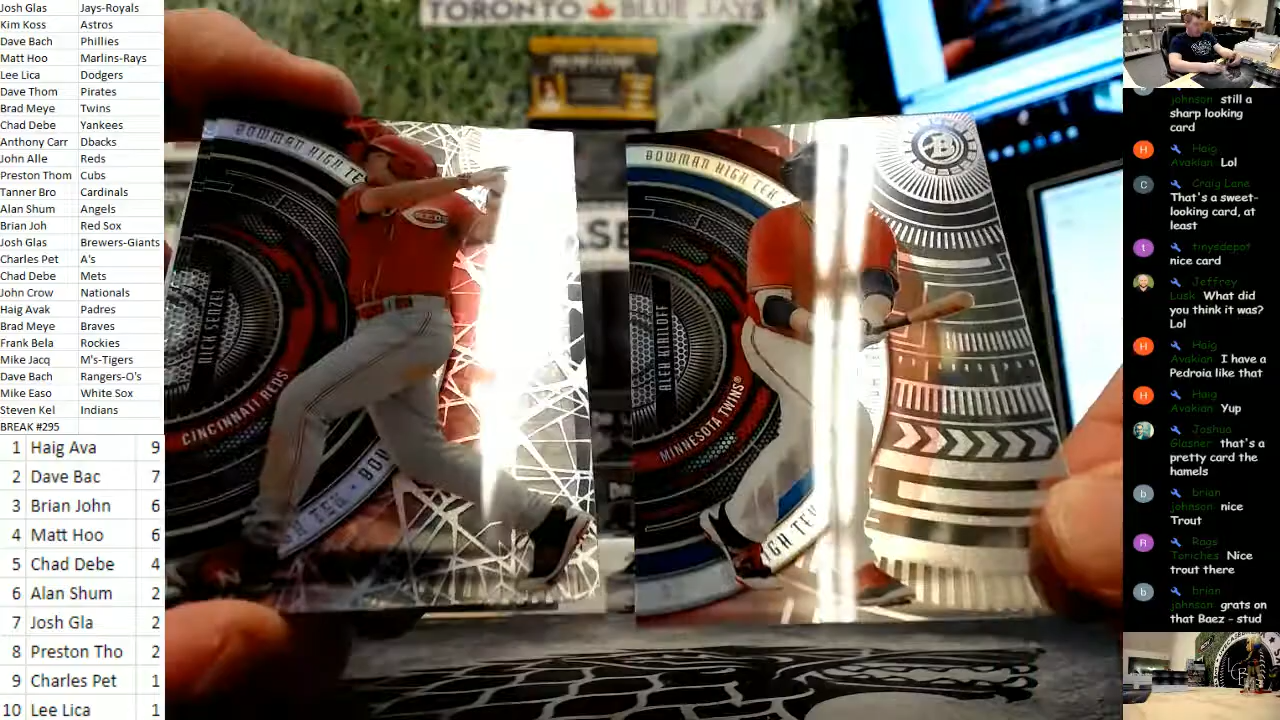 Josh Glas Jays-Royals
Kim Koss Astros
Dave Bach Phillies
Matt Hoo Marlins-Rays
Lee Lica Dodgers
Dave Thom Pirates
Brad Meye Twins
Chad Debe Yankees
Anthony Carr Dbacks
John Alle Reds
Preston Thom Cubs
Tanner Bro Cardinals
Alan Shum Angels
Brian Joh Red Sox
Josh Glas Brewers-Giants
Charles Pet A's
Chad Debe Mets
John Crow Nationals
Haig Avak Padres
Brad Meye Braves
Frank Bela Rockies
Mike Jacq M's-Tigers
Dave Bach Rangers-O's
Mike Easo White Sox
Steven Kel Indians
BREAK #295
1 Haig Ava 9
2 Dave Bac 7
3 Brian John 6
4 Matt Hoo 6
5 Chad Debe 4
6 Alan Shum 2
7 Josh Gla 2
8 Preston Tho 2
9 Charles Pet 1
10 Lee Lica 1
TORONTO BLUE JAYS
BOWMAN HIGH TE
REDS
NICK SENZEL
CINCINNATI REDS
BOWMAN HIGH TEK
B
ALEX KIRILOFF
MINNESOTA TWINS®
johnson still a
sharp looking
card
H Haig
Avakian Lol
C Craig Lane
That's a sweet-
looking card, at
least
t tinysdepot
nice card
Jeffrey
Lusk What did
you think it was?
Lol
H Haig
Avakian I have a
Pedroia like that
H Haig
Avakian Yup
Joshua
Glasner that's a
pretty card the
hamels
b brian
johnson nice
Trout
R Rags
Toriches Nice
trout there
b brian
johnson grats on
that Baez - stud